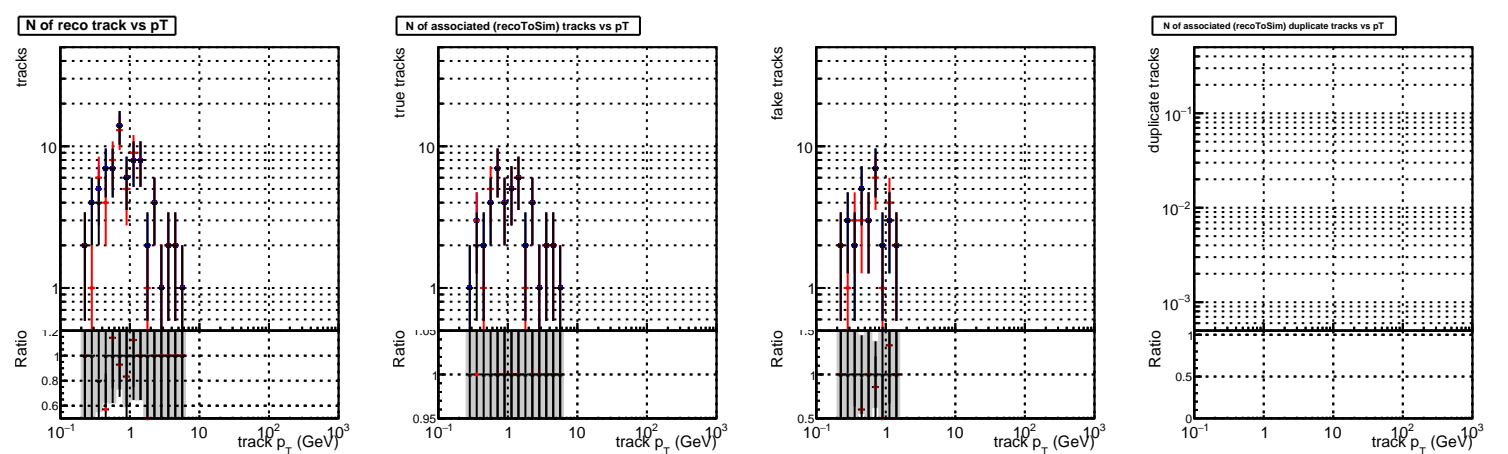 N of reco track vs pT
N of associated (recoToSim) tracks vs pT
N of associated (recoToSim) duplicate tracks vs pT
tracks
10
1
Ratio
1.2
1
0.8
0.6
10⁻¹ 1 10 10² 10³
track p_T (GeV)
true tracks
10
1
Ratio
1.05
1
0.95
10⁻¹ 1 10 10² 10³
track p_T (GeV)
fake tracks
10
1
Ratio
1.5
1
0.5
10⁻¹ 1 10 10² 10³
track p_T (GeV)
duplicate tracks
10⁻¹
10⁻²
10⁻³
Ratio
1
0.5
0
10⁻¹ 1 10 10² 10³
track p_T (GeV)